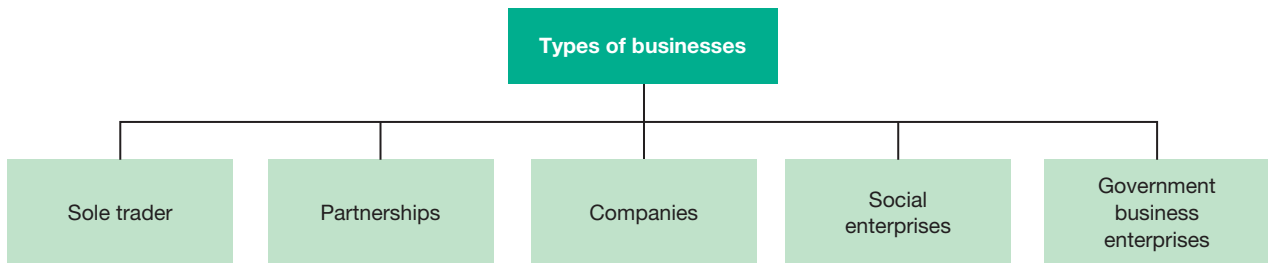 Types of businesses
Sole trader
Partnerships
Companies
Social
enterprises
Government
business
enterprises